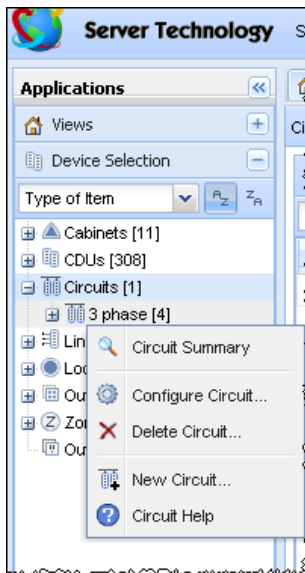 Server Technology
Applications
Views
Device Selection
Type of Item
Cabinets [11]
CDUs [308]
Circuits [1]
3 phase [4]
Circuit Summary
Configure Circuit...
Delete Circuit...
New Circuit...
Circuit Help